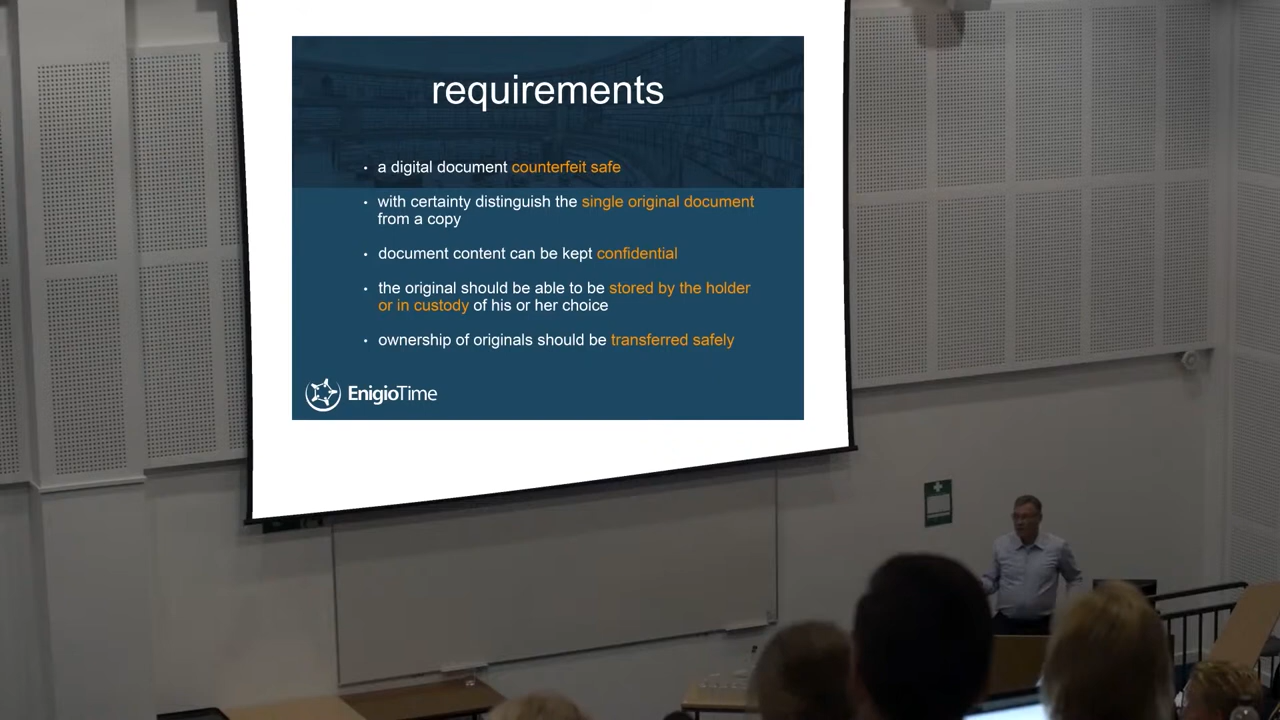 requirements
• a digital document counterfeit safe
• with certainty distinguish the single original document
from a copy
• document content can be kept confidential
• the original should be able to be stored by the holder
or in custody of his or her choice
• ownership of originals should be transferred safely
EnigioTime